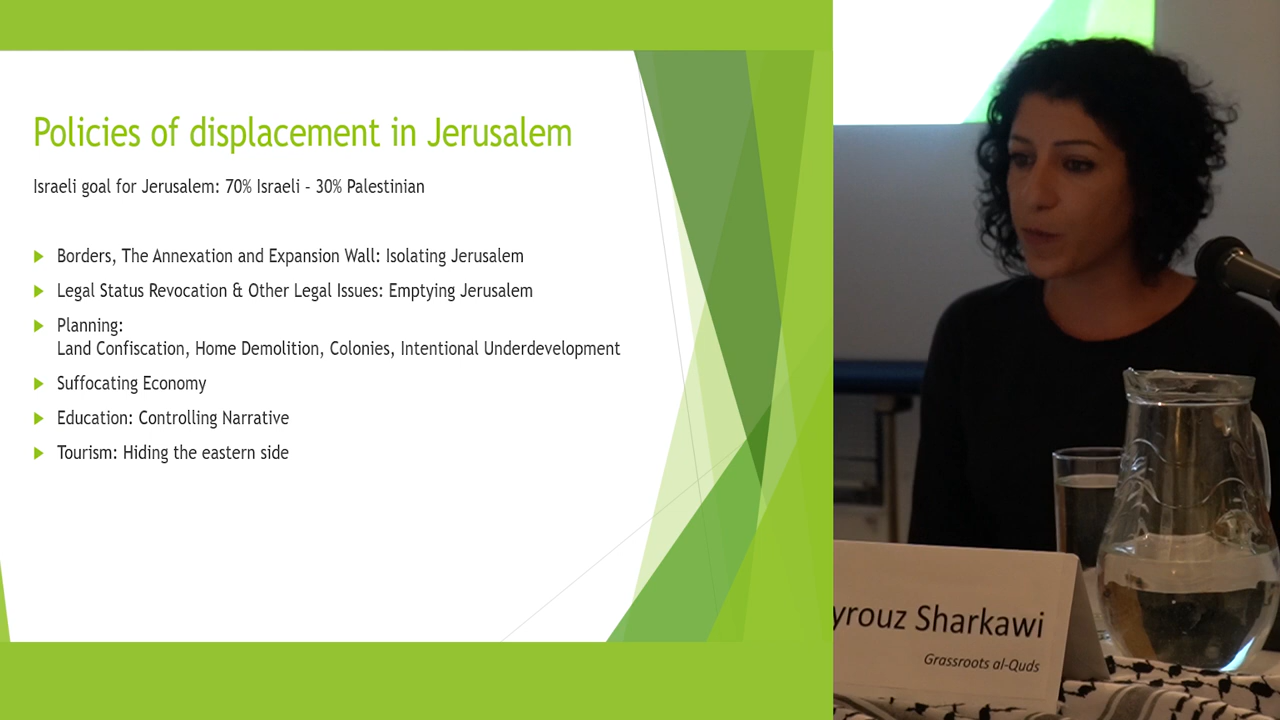 Policies of displacement in Jerusalem
Israeli goal for Jerusalem: 70% Israeli - 30% Palestinian
Borders, The Annexation and Expansion Wall: Isolating Jerusalem
Legal Status Revocation & Other Legal Issues: Emptying Jerusalem
Planning:
Land Confiscation, Home Demolition, Colonies, Intentional Underdevelopment
Suffocating Economy
Education: Controlling Narrative
Tourism: Hiding the eastern side
yrouz Sharkawi
Grassroots al-Quds